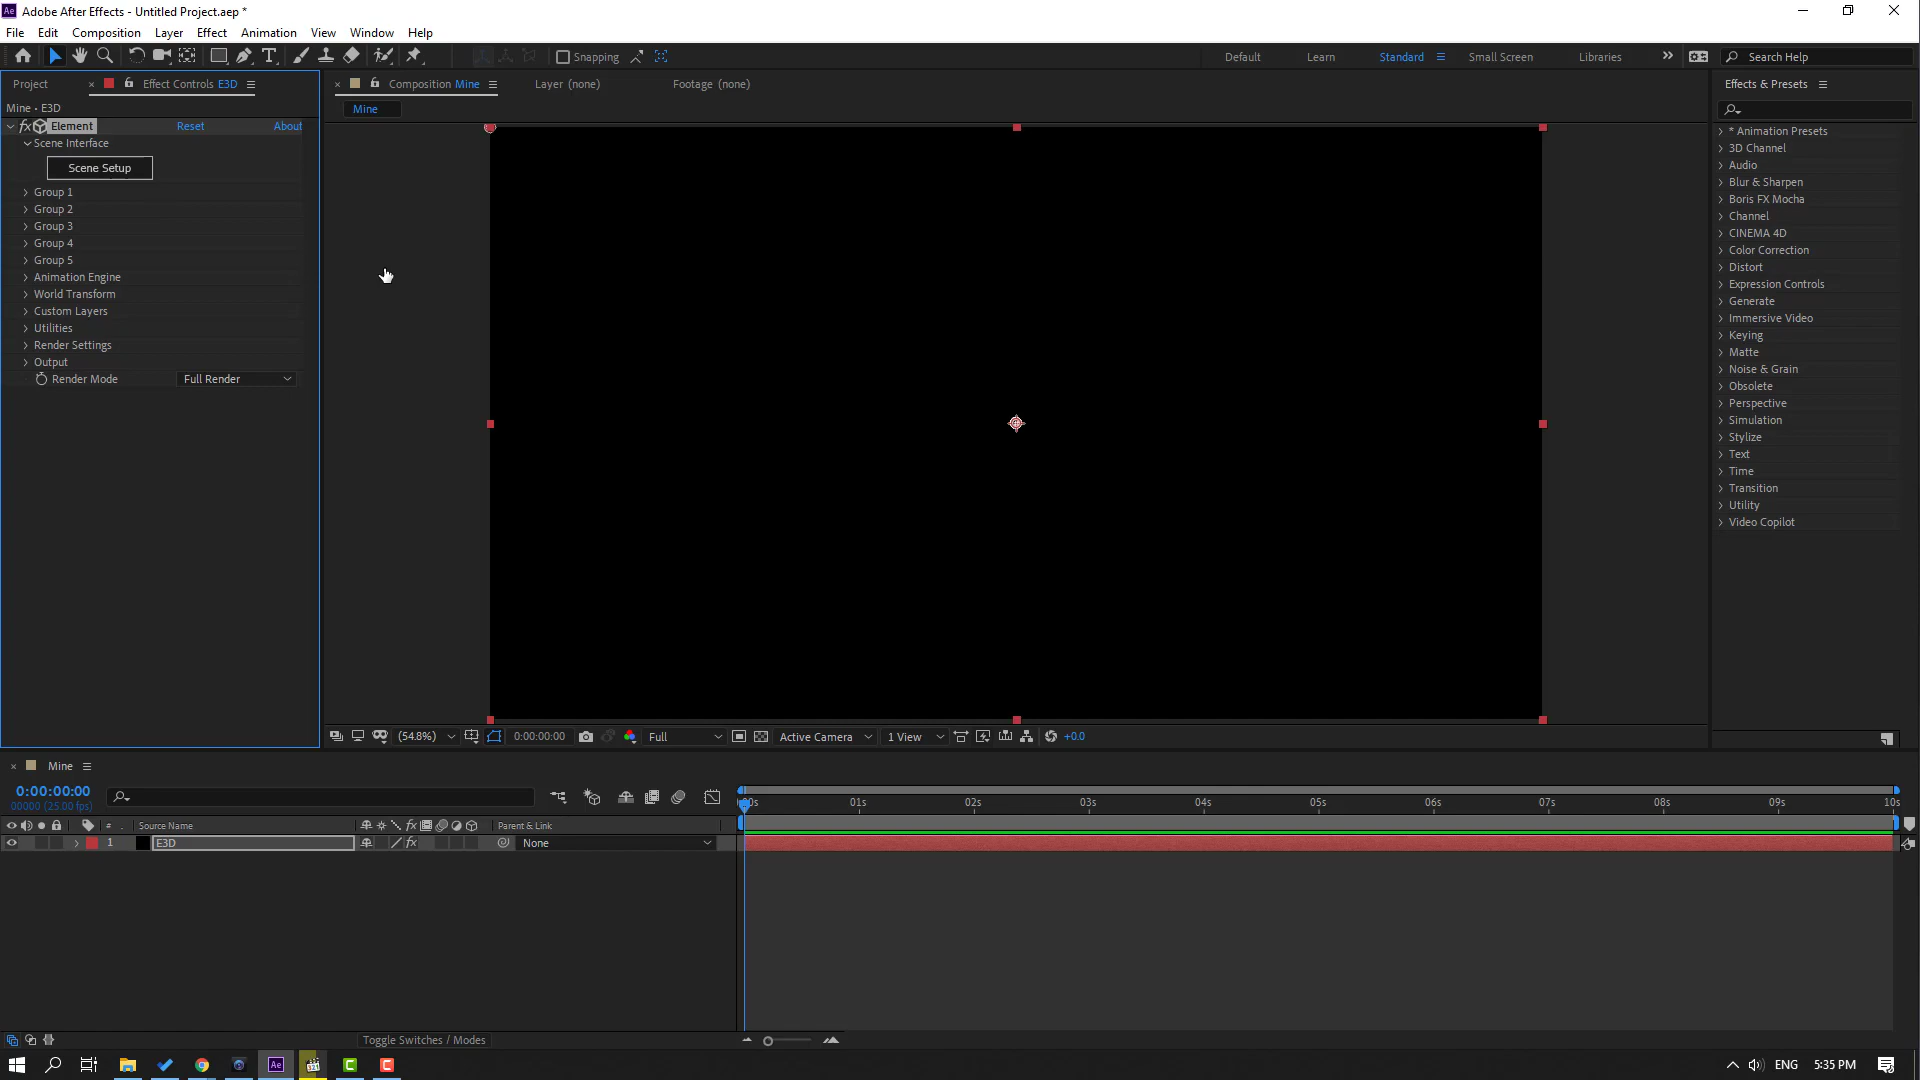 Ae Adobe After Effects - Untitled Project.aep *
File Edit Composition Layer Effect Animation View Window Help
Snapping Default Learn Standard Small Screen Libraries Search Help
Project Effect Controls E3D Composition Mine Layer (none) Footage (none) Effects & Presets
Mine • E3D Mine
fx Element Reset About
Scene Interface
Scene Setup
Group 1
Group 2
Group 3
Group 4
Group 5
Animation Engine
World Transform
Custom Layers
Utilities
Render Settings
Output
Render Mode Full Render
* Animation Presets
3D Channel
Audio
Blur & Sharpen
Boris FX Mocha
Channel
CINEMA 4D
Color Correction
Distort
Expression Controls
Generate
Immersive Video
Keying
Matte
Noise & Grain
Obsolete
Perspective
Simulation
Stylize
Text
Time
Transition
Utility
Video Copilot
(54.8%) 0:00:00:00 Full Active Camera 1 View +0.0
Mine
0:00:00:00
00000 (25.00 fps)
:00s 01s 02s 03s 04s 05s 06s 07s 08s 09s 10s
# Source Name fx Parent & Link
1 E3D fx None
Toggle Switches / Modes
Ae C C ENG 5:35 PM